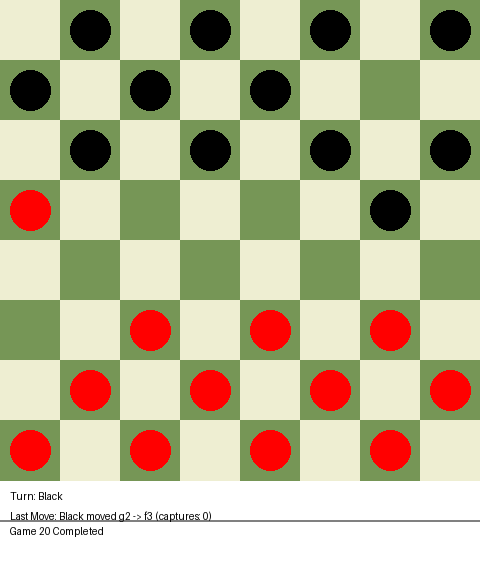 Turn: Black
Last Move: Black moved g2 -> f3 (captures: 0)
Game 20 Completed